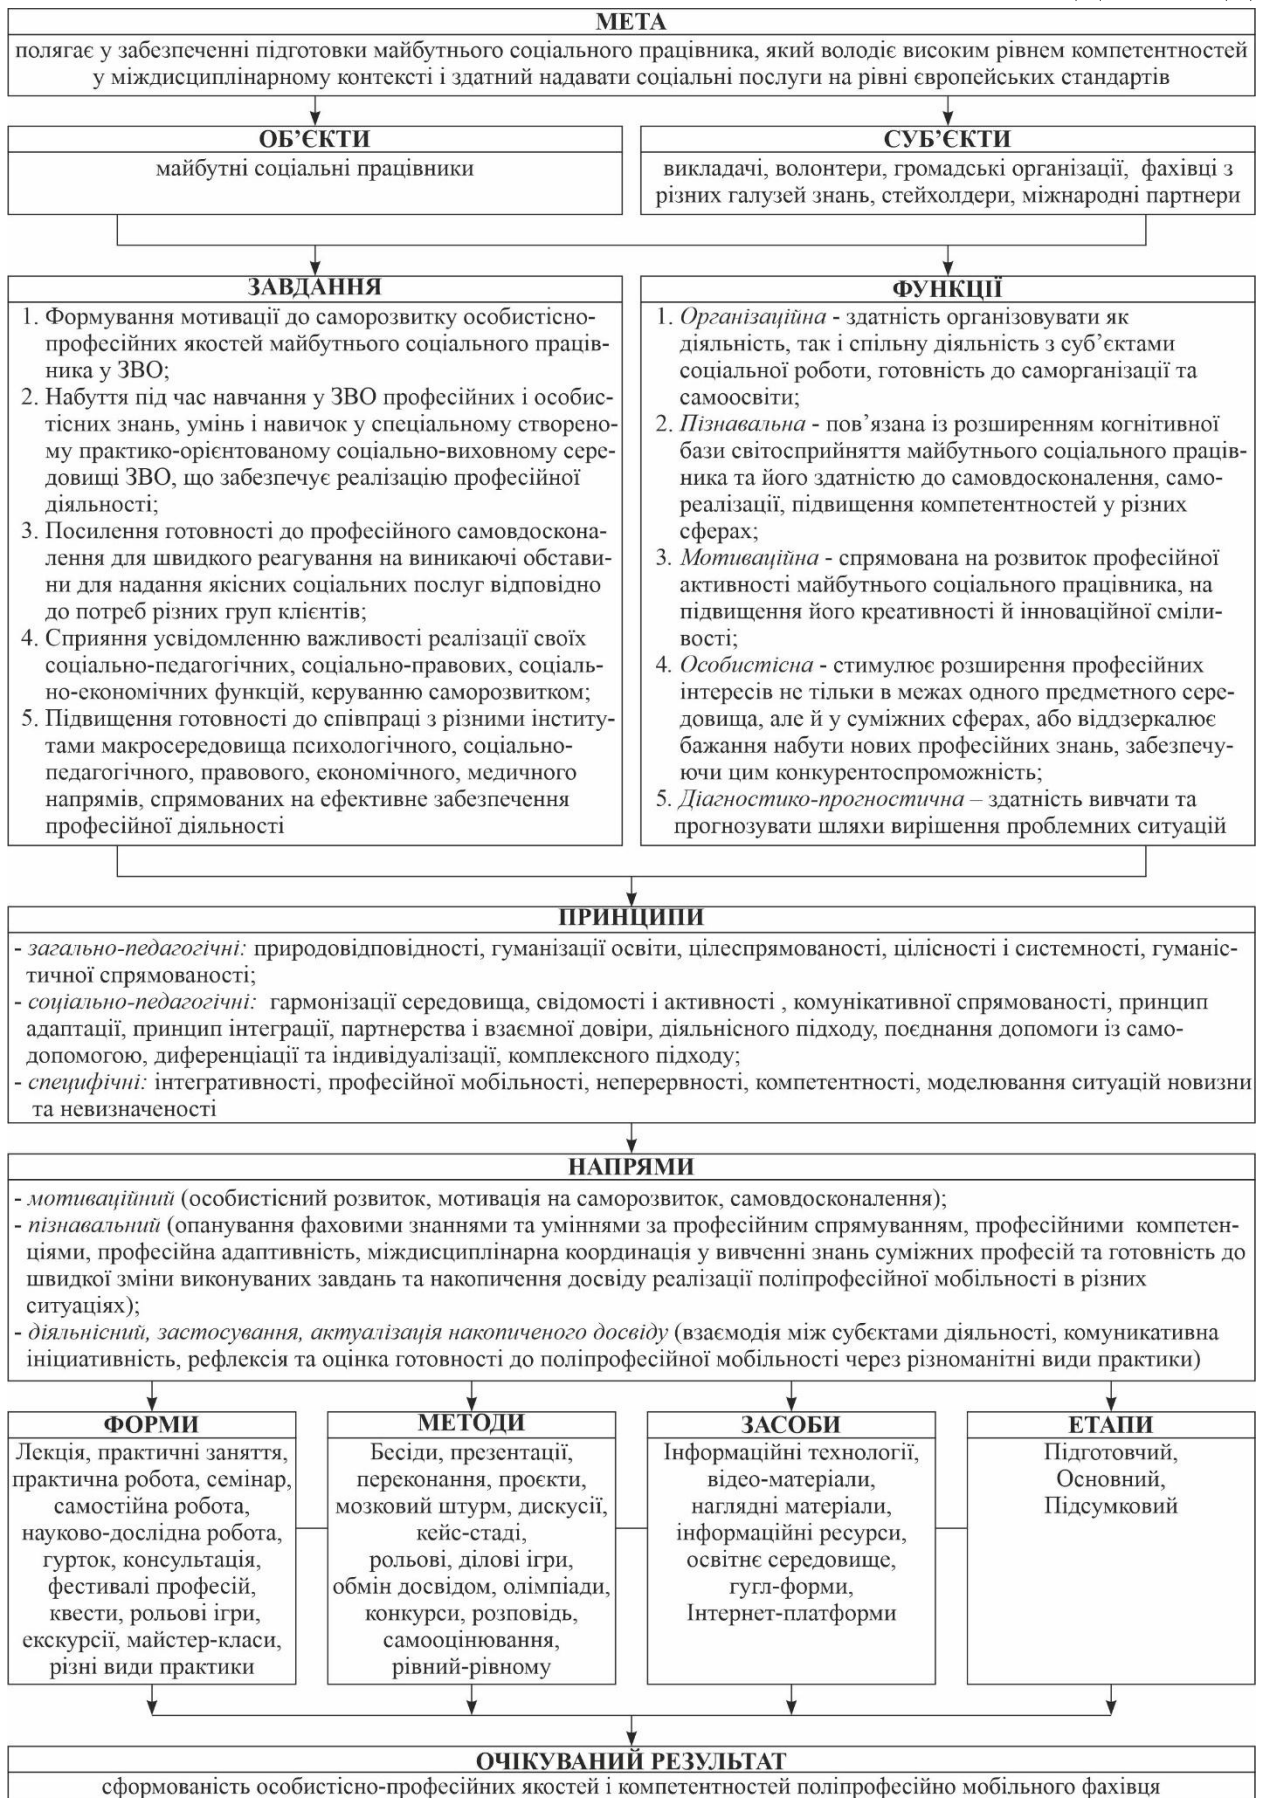 МЕТА
полягає у забезпеченні підготовки майбутнього соціального працівника, який володіє високим рівнем компетентностей
у міждисциплінарному контексті і здатний надавати соціальні послуги на рівні європейських стандартів
ОБ’ЄКТИ
майбутні соціальні працівники
СУБ’ЄКТИ
викладачі, волонтери, громадські організації, фахівці з
різних галузей знань, стейхолдери, міжнародні партнери
ЗАВДАННЯ
1. Формування мотивації до саморозвитку особистісно-
професійних якостей майбутнього соціального праців-
ника у ЗВО;
2. Набуття під час навчання у ЗВО професійних і особис-
тісних знань, умінь і навичок у спеціальному створено-
му практико-орієнтованому соціально-виховному сере-
довищі ЗВО, що забезпечує реалізацію професійної
діяльності;
3. Посилення готовності до професійного самовдоскона-
лення для швидкого реагування на виникаючі обстави-
ни для надання якісних соціальних послуг відповідно
до потреб різних груп клієнтів;
4. Сприяння усвідомленню важливості реалізації своїх
соціально-педагогічних, соціально-правових, соціаль-
но-економічних функцій, керуванню саморозвитком;
5. Підвищення готовності до співпраці з різними інститу-
тами макросередовища психологічного, соціально-
педагогічного, правового, економічного, медичного
напрямів, спрямованих на ефективне забезпечення
професійної діяльності
ФУНКЦІЇ
1. Організаційна - здатність організовувати як
діяльність, так і спільну діяльність з суб’єктами
соціальної роботи, готовність до самоорганізації та
самоосвіти;
2. Пізнавальна - пов’язана із розширенням когнітивної
бази світосприйняття майбутнього соціального праців-
ника та його здатністю до самовдосконалення, само-
реалізації, підвищення компетентностей у різних
сферах;
3. Мотиваційна - спрямована на розвиток професійної
активності майбутнього соціального працівника, на
підвищення його креативності й інноваційної сміли-
вості;
4. Особистісна - стимулює розширення професійних
інтересів не тільки в межах одного предметного сере-
довища, але й у суміжних сферах, або віддзеркалює
бажання набути нових професійних знань, забезпечу-
ючи цим конкурентоспроможність;
5. Діагностико-прогностична – здатність вивчати та
прогнозувати шляхи вирішення проблемних ситуацій
ПРИНЦИПИ
- загально-педагогічні: природовідповідності, гуманізації освіти, цілеспрямованості, цілісності і системності, гуманіс-
тичної спрямованості;
- соціально-педагогічні: гармонізації середовища, свідомості і активності , комунікативної спрямованості, принцип
адаптації, принцип інтеграції, партнерства і взаємної довіри, діяльнісного підходу, поєднання допомоги із само-
допомогою, диференціації та індивідуалізації, комплексного підходу;
- специфічні: інтегративності, професійної мобільності, неперервності, компетентності, моделювання ситуацій новизни
та невизначеності
НАПРЯМИ
- мотиваційний (особистісний розвиток, мотивація на саморозвиток, самовдосконалення);
- пізнавальний (опанування фаховими знаннями та уміннями за професійним спрямуванням, професійними компетен-
ціями, професійна адаптивність, міждисциплінарна координація у вивченні знань суміжних професій та готовність до
швидкої зміни виконуваних завдань та накопичення досвіду реалізації поліпрофесійної мобільності в різних
ситуаціях);
- діяльнісний, застосування, актуалізація накопиченого досвіду (взаємодія між субєктами діяльності, комуникативна
ініціативність, рефлексія та оцінка готовності до поліпрофесійної мобільності через різноманітні види практики)
ФОРМИ
Лекція, практичні заняття,
практична робота, семінар,
самостійна робота,
науково-дослідна робота,
гурток, консультація,
фестивалі професій,
квести, рольові ігри,
екскурсії, майстер-класи,
різні види практики
МЕТОДИ
Бесіди, презентації,
переконання, проєкти,
мозковий штурм, дискусії,
кейс-стаді,
рольові, ділові ігри,
обмін досвідом, олімпіади,
конкурси, розповідь,
самооцінювання,
рівний-рівному
ЗАСОБИ
Інформаційні технології,
відео-матеріали,
наглядні матеріали,
інформаційні ресурси,
освітнє середовище,
гугл-форми,
Інтернет-платформи
ЕТАПИ
Підготовчий,
Основний,
Підсумковий
ОЧІКУВАНИЙ РЕЗУЛЬТАТ
сформованість особистісно-професійних якостей і компетентностей поліпрофесійно мобільного фахівця